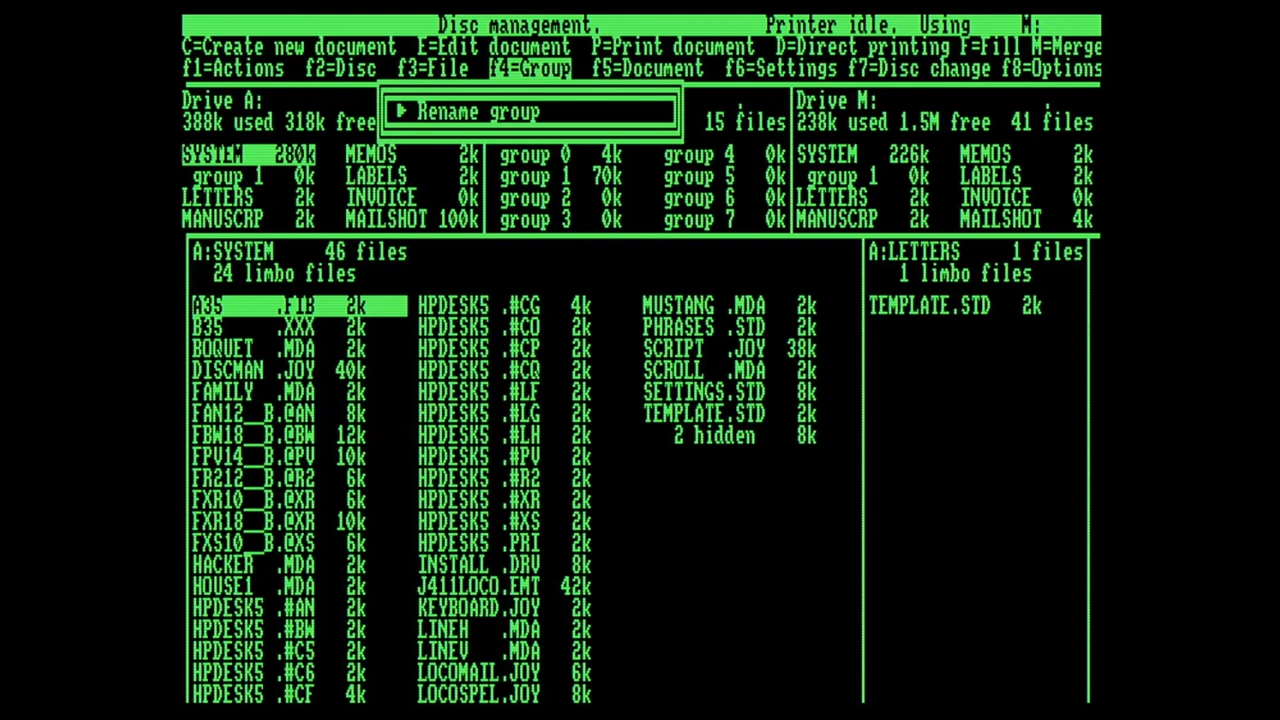 Disc management. Printer idle. Using M:
C=Create new document E=Edit document P=Print document D=Direct printing F=Fill M=Merge
f1=Actions f2=Disc f3=File f4=Group f5=Document f6=Settings f7=Disc change f8=Options
Drive A: Rename group . Drive M: .
388k used 318k free 15 files 238k used 1.5M free 41 files
SYSTEM 280k MEMOS 2k group 0 4k group 4 0k SYSTEM 226k MEMOS 2k
group 1 0k LABELS 2k group 1 70k group 5 0k group 1 0k LABELS 2k
LETTERS 2k INVOICE 0k group 2 0k group 6 0k LETTERS 2k INVOICE 0k
MANUSCRP 2k MAILSHOT 100k group 3 0k group 7 0k MANUSCRP 2k MAILSHOT 4k
A:SYSTEM 46 files A:LETTERS 1 files
24 limbo files 1 limbo files
A35 .FIB 2k HPDESK5 .#CG 4k MUSTANG .MDA 2k TEMPLATE.STD 2k
B35 .XXX 2k HPDESK5 .#CO 2k PHRASES .STD 2k
BOQUET .MDA 2k HPDESK5 .#CP 2k SCRIPT .JOY 38k
DISCMAN .JOY 40k HPDESK5 .#CQ 2k SCROLL .MDA 2k
FAMILY .MDA 2k HPDESK5 .#LF 2k SETTINGS.STD 8k
FAN12__B.@AN 8k HPDESK5 .#LG 2k TEMPLATE.STD 2k
FBW18__B.@BW 12k HPDESK5 .#LH 2k 2 hidden 8k
FPV14__B.@PV 10k HPDESK5 .#PV 2k
FR212__B.@R2 6k HPDESK5 .#R2 2k
FXR10__B.@XR 6k HPDESK5 .#XR 2k
FXR18__B.@XR 10k HPDESK5 .#XS 2k
FXS10__B.@XS 6k HPDESK5 .PRI 2k
HACKER .MDA 2k INSTALL .DRV 8k
HOUSE1 .MDA 2k J411LOCO.EMT 42k
HPDESK5 .#AN 2k KEYBOARD.JOY 2k
HPDESK5 .#BW 2k LINEH .MDA 2k
HPDESK5 .#C5 2k LINEV .MDA 2k
HPDESK5 .#C6 2k LOCOMAIL.JOY 6k
HPDESK5 .#CF 4k LOCOSPEL.JOY 8k